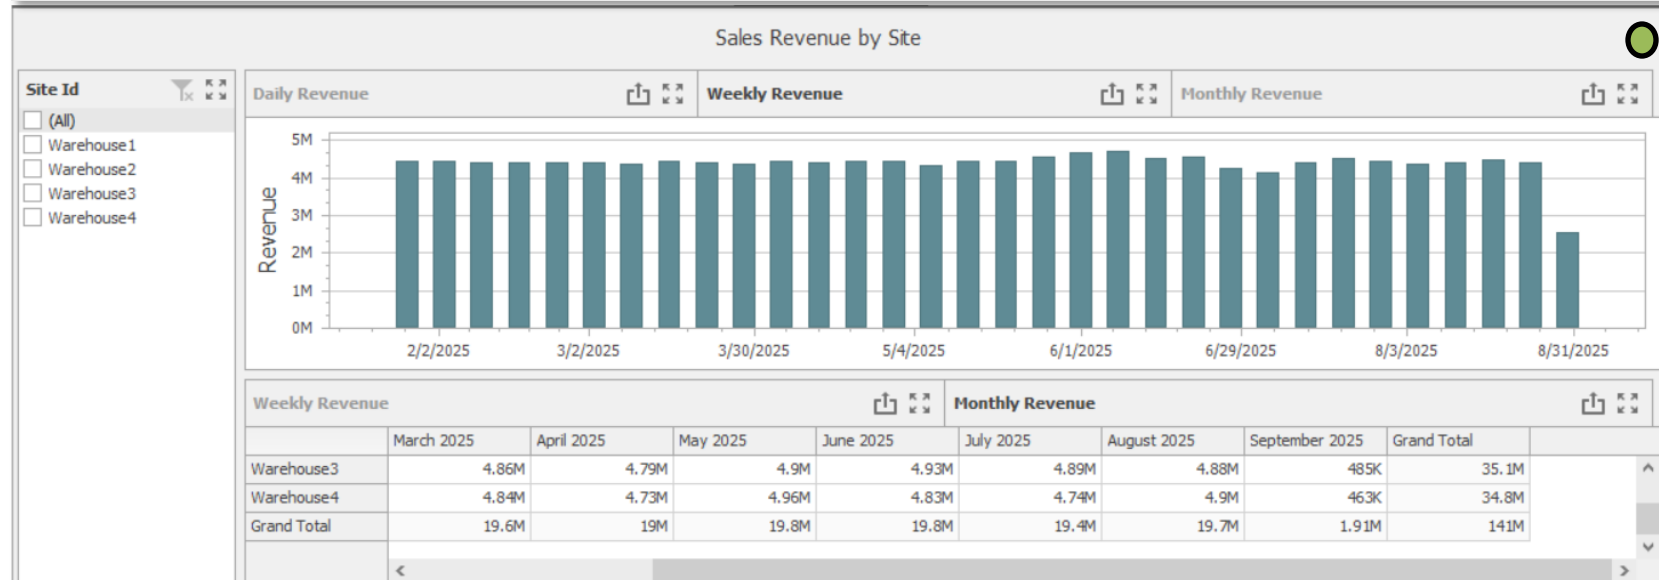 Sales Revenue by Site
Site Id
(All)
Warehouse1
Warehouse2
Warehouse3
Warehouse4
Daily Revenue Weekly Revenue Monthly Revenue
Revenue
5M
4M
3M
2M
1M
0M
2/2/2025 3/2/2025 3/30/2025 5/4/2025 6/1/2025 6/29/2025 8/3/2025 8/31/2025
Weekly Revenue Monthly Revenue
March 2025 April 2025 May 2025 June 2025 July 2025 August 2025 September 2025 Grand Total
Warehouse3 4.86M 4.79M 4.9M 4.93M 4.89M 4.88M 485K 35.1M
Warehouse4 4.84M 4.73M 4.96M 4.83M 4.74M 4.9M 463K 34.8M
Grand Total 19.6M 19M 19.8M 19.8M 19.4M 19.7M 1.91M 141M